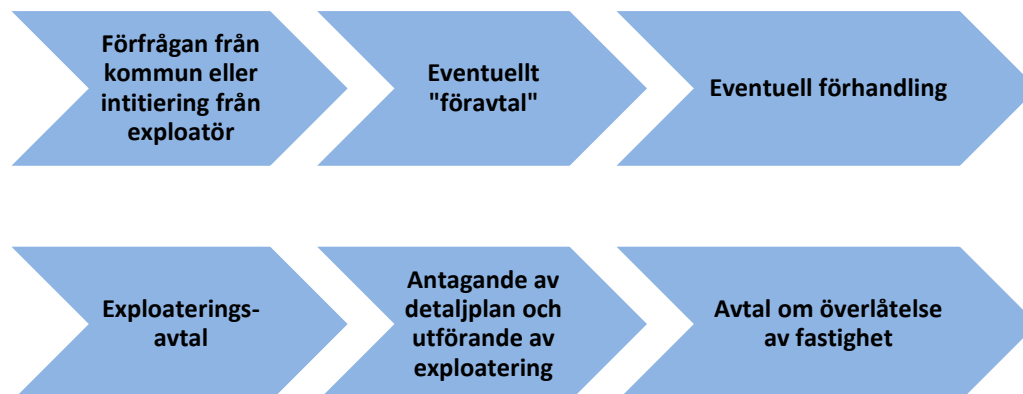 Förfrågan från
kommun eller
intitiering från
exploatör
Eventuellt
"föravtal"
Eventuell förhandling
Exploaterings-
avtal
Antagande av
detaljplan och
utförande av
exploatering
Avtal om överlåtelse
av fastighet